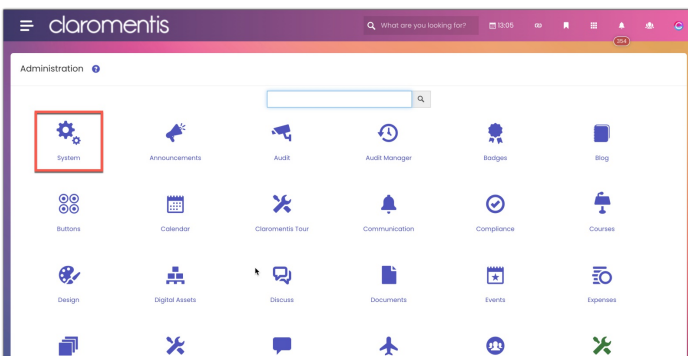 claromentis
What are you looking for?
13:05
354
Administration
System
Announcements
Audit
Audit Manager
Badges
Blog
Buttons
Calendar
Claromentis Tour
Communication
Compliance
Courses
Design
Digital Assets
Discuss
Documents
Events
Expenses